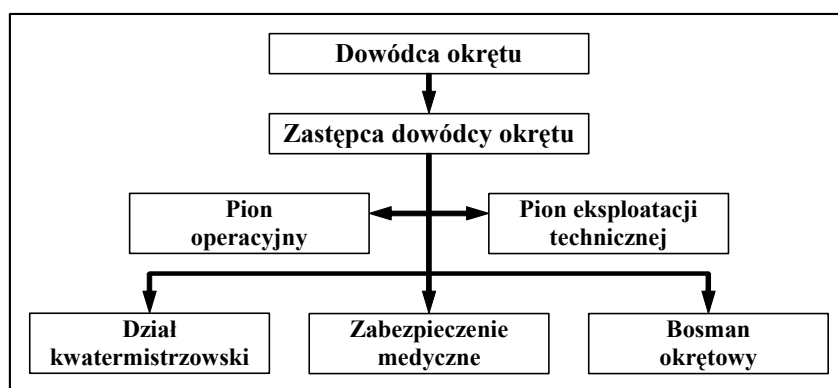 Dowódca okrętu
Zastępca dowódcy okrętu
Pion
operacyjny
Pion eksploatacji
technicznej
Dział
kwatermistrzowski
Zabezpieczenie
medyczne
Bosman
okrętowy